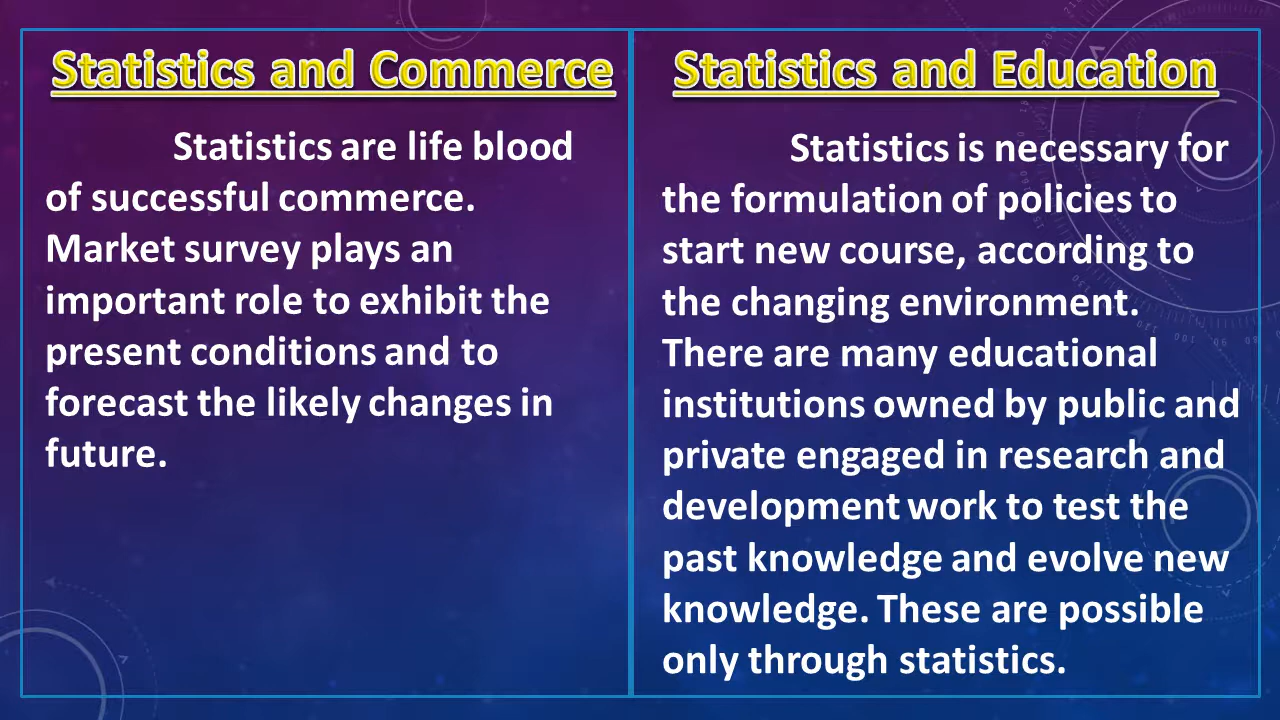 Statistics and Commerce
Statistics are life blood
of successful commerce.
Market survey plays an
important role to exhibit the
present conditions and to
forecast the likely changes in
future.
Statistics and Education
Statistics is necessary for
the formulation of policies to
start new course, according to
the changing environment.
There are many educational
institutions owned by public and
private engaged in research and
development work to test the
past knowledge and evolve new
knowledge. These are possible
only through statistics.